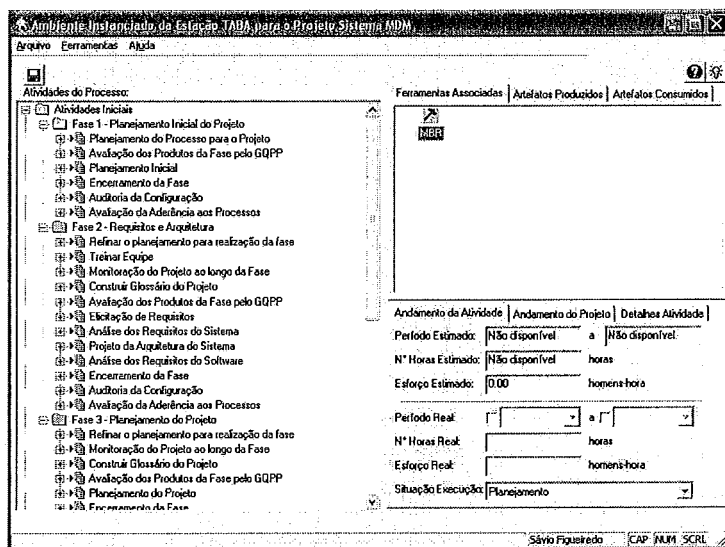 Ambiente Instanciado da Estação TABA para o Projeto Sistema MDM
Arquivo Ferramentas Ajuda
Atividades do Processo:
Atividades Iniciais
Fase 1 - Planejamento Inicial do Projeto
Planejamento do Processo para o Projeto
Avaliação dos Produtos da Fase pelo GQPP
Planejamento Inicial
Encerramento da Fase
Auditoria da Configuração
Avaliação da Aderência aos Processos
Fase 2 - Requisitos e Arquitetura
Refinar o planejamento para realização da fase
Treinar Equipe
Monitoração do Projeto ao longo da Fase
Construir Glossário do Projeto
Avaliação dos Produtos da Fase pelo GQPP
Elicitação de Requisitos
Análise dos Requisitos do Sistema
Projeto da Arquitetura do Sistema
Análise dos Requisitos do Software
Encerramento da Fase
Auditoria da Configuração
Avaliação da Aderência aos Processos
Fase 3 - Planejamento do Projeto
Refinar o planejamento para realização da fase
Monitoração do Projeto ao longo da Fase
Construir Glossário do Projeto
Avaliação dos Produtos da Fase pelo GQPP
Planejamento do Projeto
Encerramento da Fase
Ferramentas Associadas Artefatos Produzidos Artefatos Consumidos
MBR
Andamento da Atividade Andamento do Projeto Detalhes Atividade
Período Estimado: Não disponível a Não disponível
N° Horas Estimado: Não disponível horas
Esforço Estimado: 0.00 homens-hora
Período Real: a
N° Horas Real: horas
Esforço Real: homens-hora
Situação Execução: Planejamento
Sávio Figueiredo CAP NUM SCRL